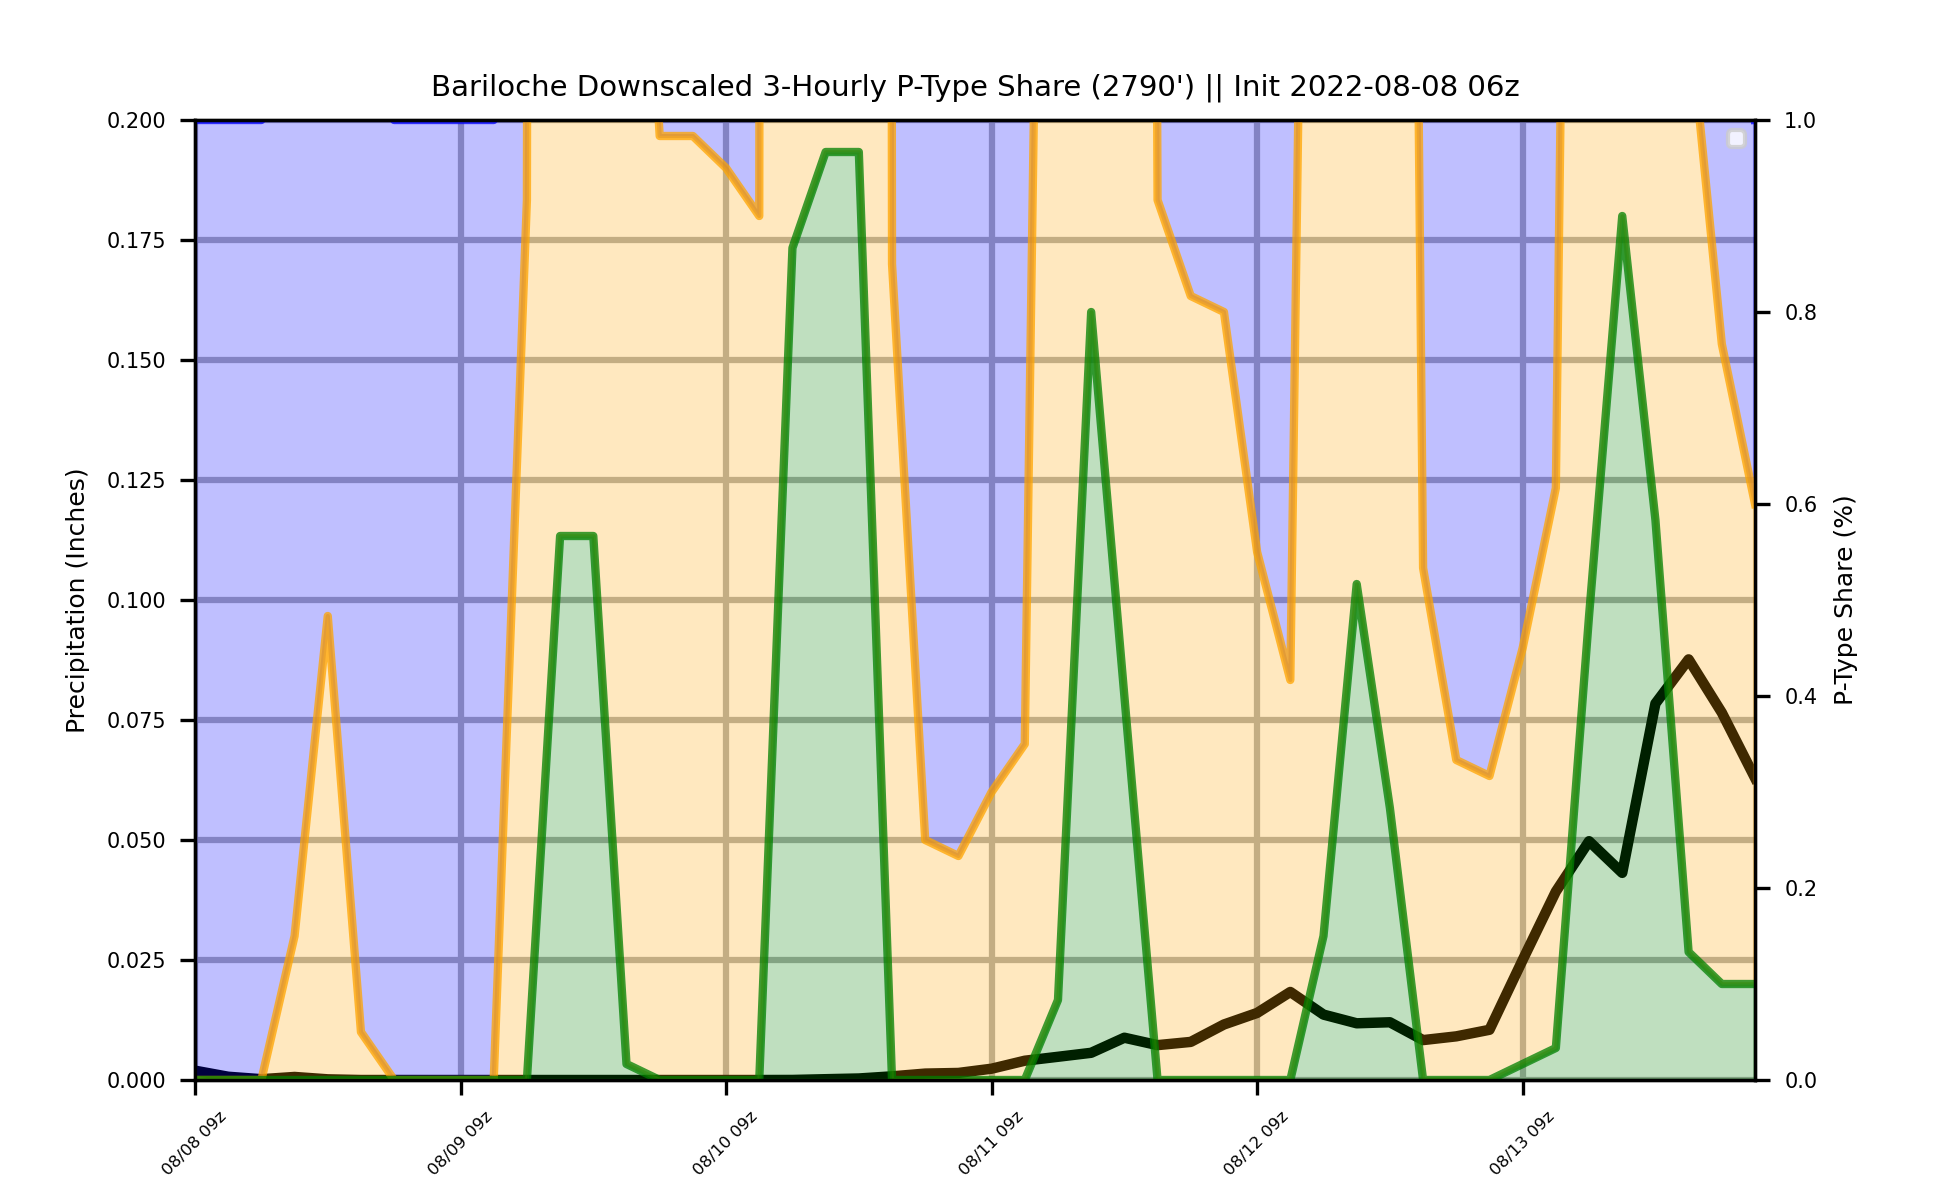 Bariloche Downscaled 3-Hourly P-Type Share (2790') || Init 2022-08-08 06z
0.200
0.175
0.150
0.125
0.100
0.075
0.050
0.025
0.000
Precipitation (Inches)
1.0
0.8
0.6
0.4
0.2
0.0
P-Type Share (%)
08/08 09z
08/09 09z
08/10 09z
08/11 09z
08/12 09z
08/13 09z